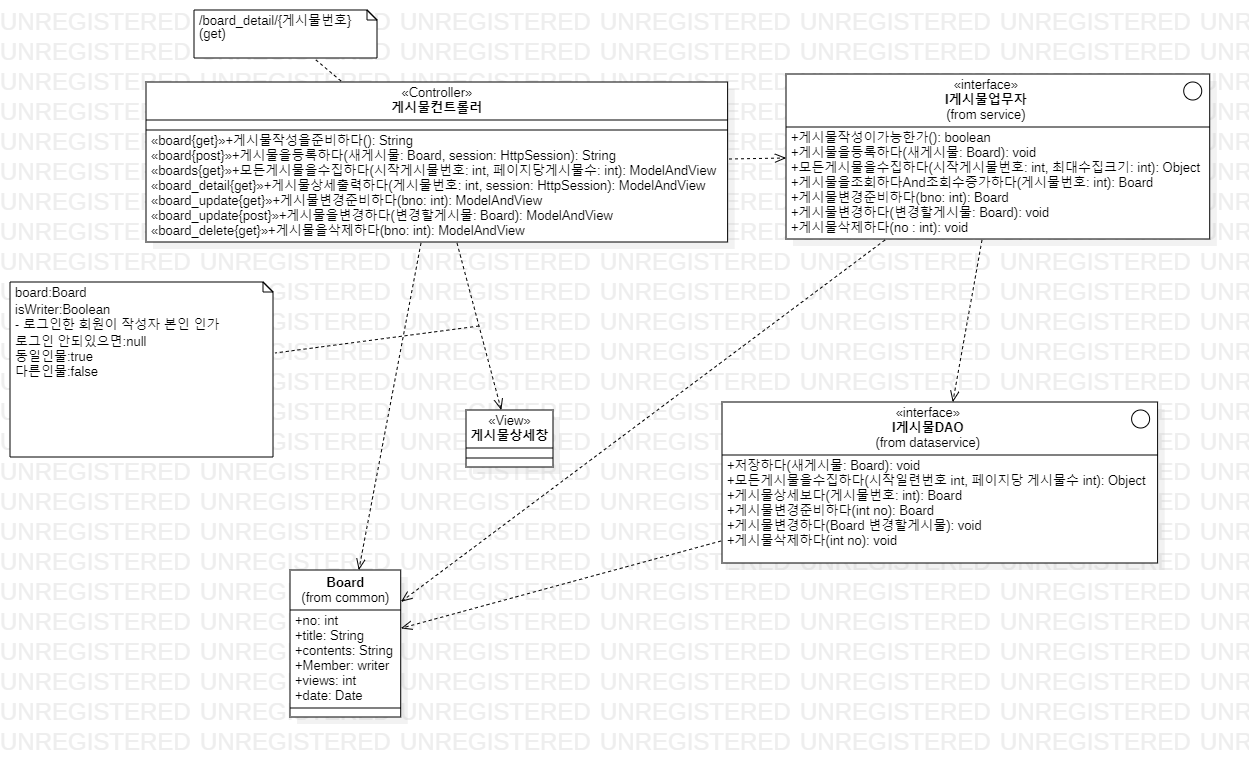 /board_detail/{게시물번호}
(get)
«Controller»
게시물컨트롤러
«board{get}»+게시물작성을준비하다(): String
«board{post}»+게시물을등록하다(새게시물: Board, session: HttpSession): String
«boards{get}»+모든게시물을수집하다(시작게시물번호: int, 페이지당게시물수: int): ModelAndView
«board_detail{get}»+게시물상세출력하다(게시물번호: int, session: HttpSession): ModelAndView
«board_update{get}»+게시물변경준비하다(bno: int): ModelAndView
«board_update{post}»+게시물을변경하다(변경할게시물: Board): ModelAndView
«board_delete{get}»+게시물을삭제하다(bno: int): ModelAndView
«interface»
I게시물업무자
(from service)
+게시물작성이가능한가(): boolean
+게시물을등록하다(새게시물: Board): void
+모든게시물을수집하다(시작게시물번호: int, 최대수집크기: int): Object
+게시물을조회하다And조회수증가하다(게시물번호: int): Board
+게시물변경준비하다(bno: int): Board
+게시물변경하다(변경할게시물: Board): void
+게시물삭제하다(no : int): void
board:Board
isWriter:Boolean
- 로그인한 회원이 작성자 본인 인가
로그인 안되있으면:null
동일인물:true
다른인물:false
«View»
게시물상세창
«interface»
I게시물DAO
(from dataservice)
+저장하다(새게시물: Board): void
+모든게시물을수집하다(시작일련번호 int, 페이지당 게시물수 int): Object
+게시물상세보다(게시물번호: int): Board
+게시물변경준비하다(int no): Board
+게시물변경하다(Board 변경할게시물): void
+게시물삭제하다(int no): void
Board
(from common)
+no: int
+title: String
+contents: String
+Member: writer
+views: int
+date: Date